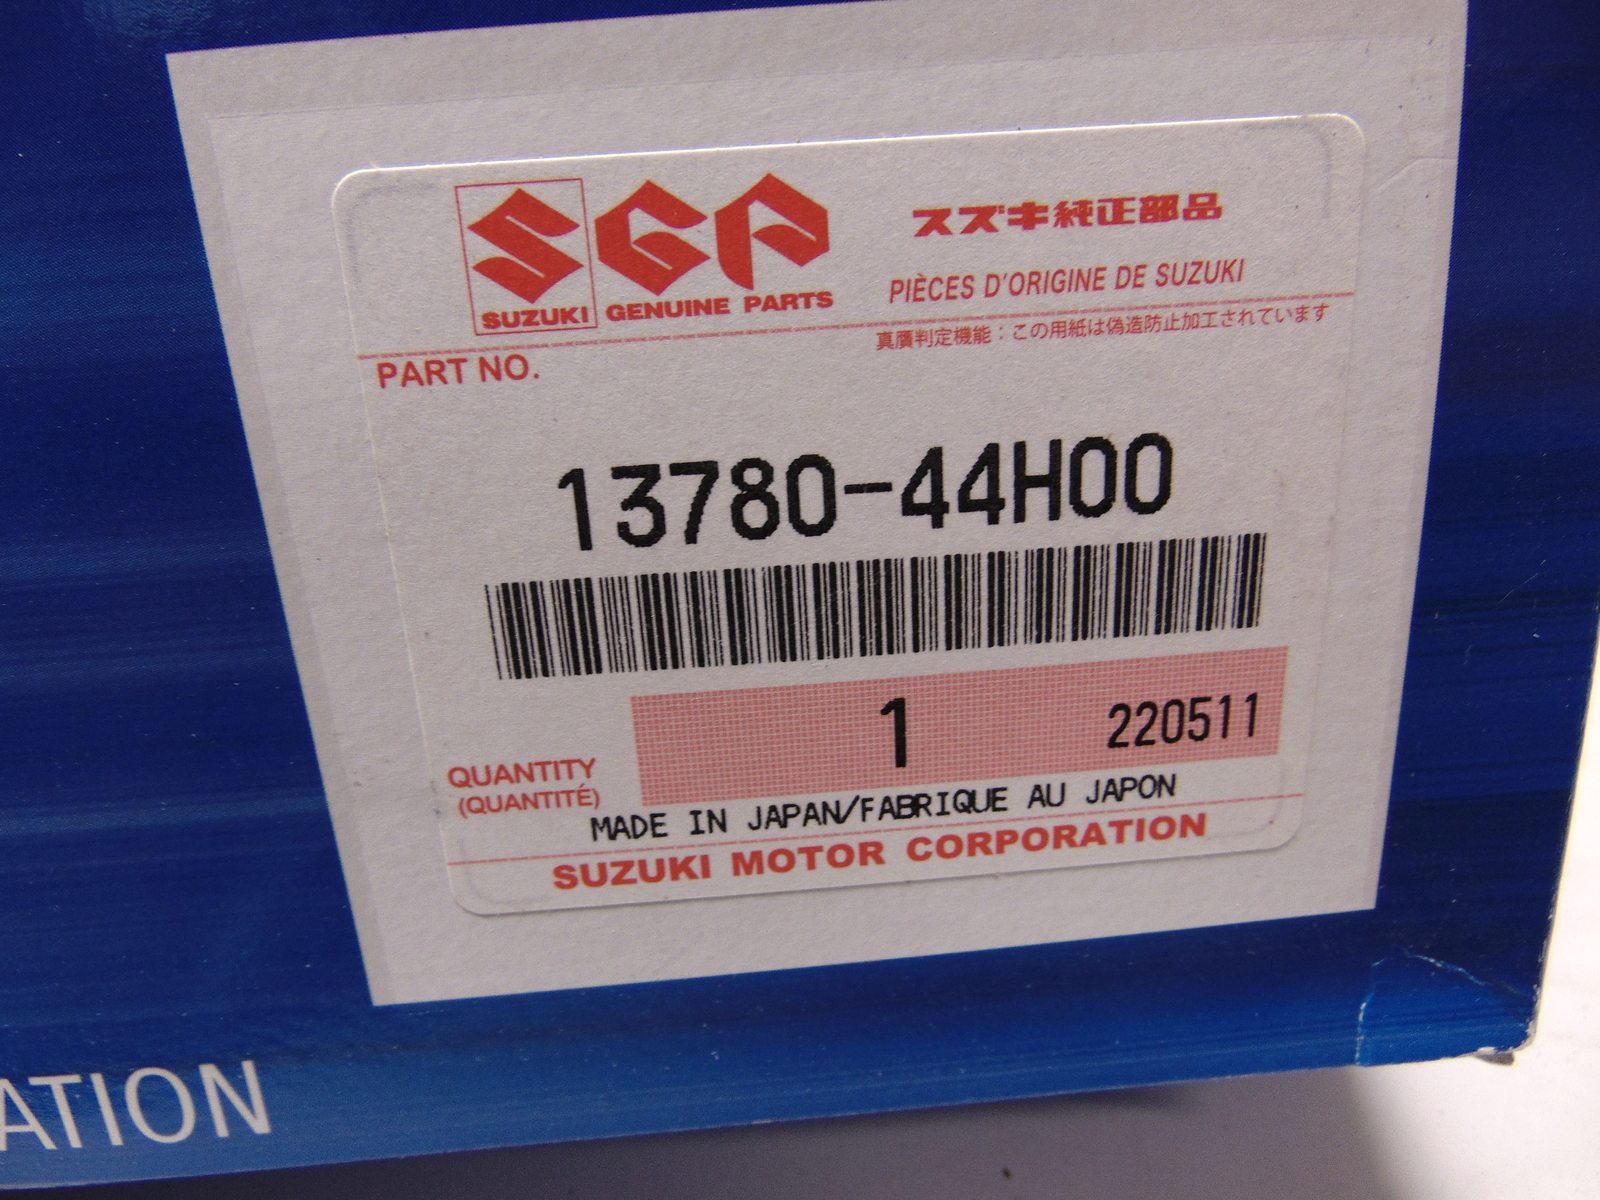 SGP
SUZUKI GENUINE PARTS
スズキ純正部品
PIÈCES D'ORIGINE DE SUZUKI
真贋判定機能：この用紙は偽造防止加工されています
PART NO.
13780-44H00
1 220511
QUANTITY
(QUANTITÉ)
MADE IN JAPAN/FABRIQUE AU JAPON
SUZUKI MOTOR CORPORATION
ATION